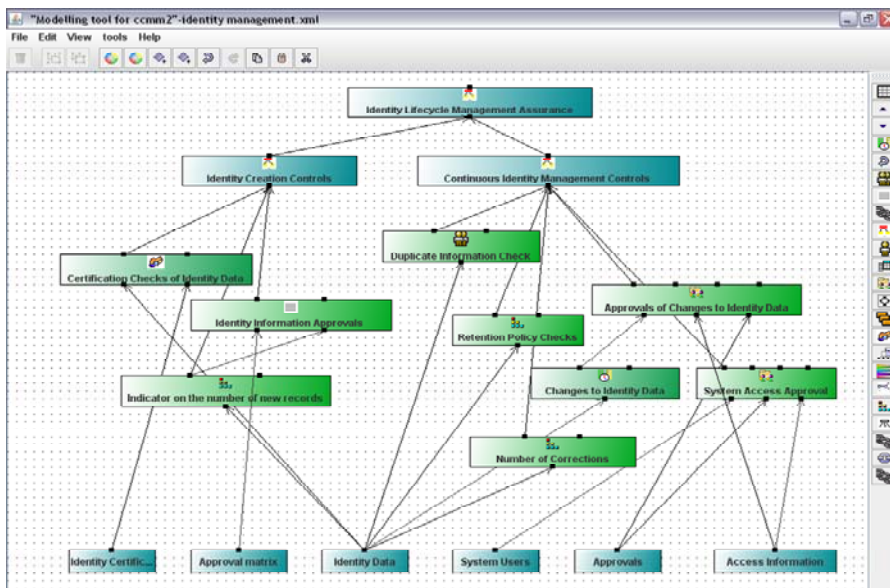 "Modelling tool for ccmm2"-identity management.xml
File Edit View tools Help
Identity Lifecycle Management Assurance
Identity Creation Controls
Continuous Identity Management Controls
Duplicate Information Check
Certification Checks of Identity Data
Approvals of Changes to Identity Data
Identity Information Approvals
Retention Policy Checks
Indicator on the number of new records
Changes to Identity Data
System Access Approval
Number of Corrections
Identity Certific...
Approval matrix
Identity Data
System Users
Approvals
Access Information